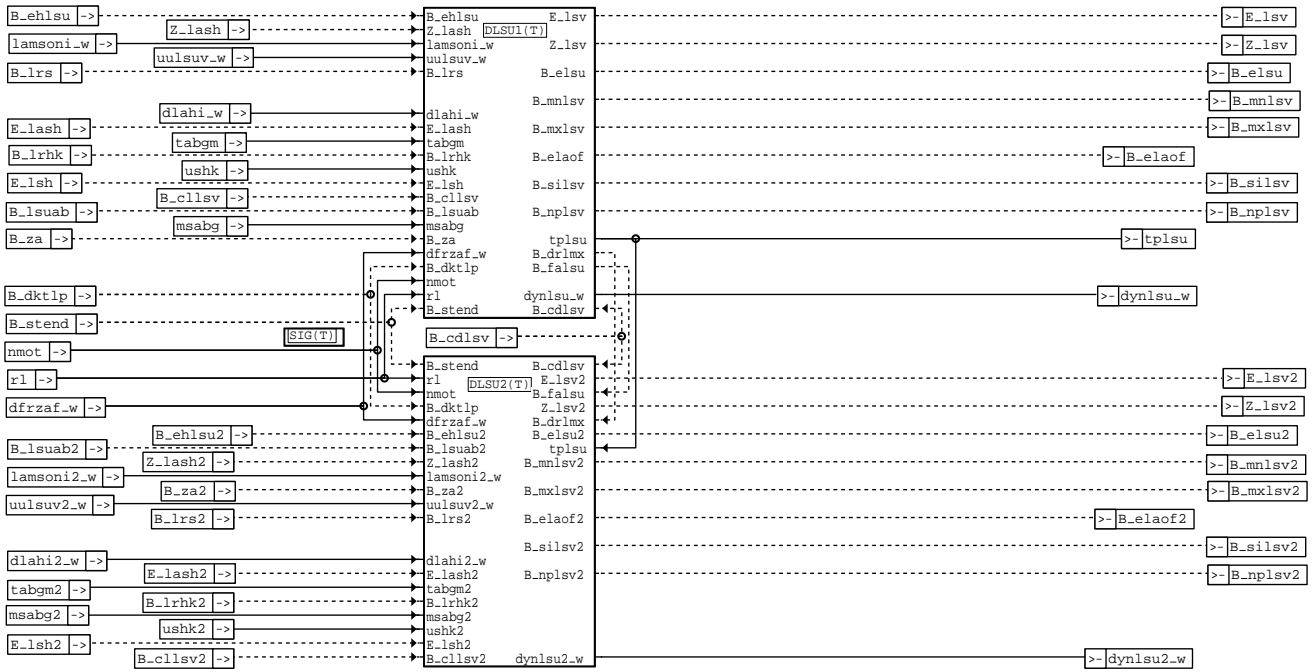 B_ehlsu ->
Z_lash ->
lamsoni_w ->
uulsuv_w ->
B_lrs ->
dlahi_w ->
E_lash ->
tabgm ->
B_lrhk ->
ushk ->
E_lsh ->
B_cllsv ->
B_lsuab ->
msabg ->
B_za ->
B_dktlp ->
B_stend ->
nmot ->
rl ->
dfrzaf_w ->
SIG(T)
B_cdlsv ->
DLSU1(T)
B_ehlsu
Z_lash
lamsoni_w
uulsuv_w
B_lrs
dlahi_w
E_lash
tabgm
B_lrhk
ushk
E_lsh
B_cllsv
B_lsuab
msabg
B_za
dfrzaf_w
B_dktlp
nmot
rl
B_stend
E_lsv
Z_lsv
B_elsu
B_mnlsv
B_mxlsv
B_elaof
B_silsv
B_nplsv
tplsu
B_drlmx
B_falsu
dynlsu_w
B_cdlsv
>- E_lsv
>- Z_lsv
>- B_elsu
>- B_mnlsv
>- B_mxlsv
>- B_elaof
>- B_silsv
>- B_nplsv
>- tplsu
>- dynlsu_w
B_ehlsu2 ->
B_lsuab2 ->
Z_lash2 ->
lamsoni2_w ->
B_za2 ->
uulsuv2_w ->
B_lrs2 ->
dlahi2_w ->
E_lash2 ->
tabgm2 ->
B_lrhk2 ->
msabg2 ->
ushk2 ->
E_lsh2 ->
B_cllsv2 ->
DLSU2(T)
B_stend
rl
nmot
B_dktlp
dfrzaf_w
B_ehlsu2
B_lsuab2
Z_lash2
lamsoni2_w
B_za2
uulsuv2_w
B_lrs2
dlahi2_w
E_lash2
tabgm2
B_lrhk2
msabg2
ushk2
E_lsh2
B_cllsv2
B_cdlsv
E_lsv2
B_falsu
Z_lsv2
B_drlmx
B_elsu2
tplsu
B_mnlsv2
B_mxlsv2
B_elaof2
B_silsv2
B_nplsv2
dynlsu2_w
>- E_lsv2
>- Z_lsv2
>- B_elsu2
>- B_mnlsv2
>- B_mxlsv2
>- B_elaof2
>- B_silsv2
>- B_nplsv2
>- dynlsu2_w